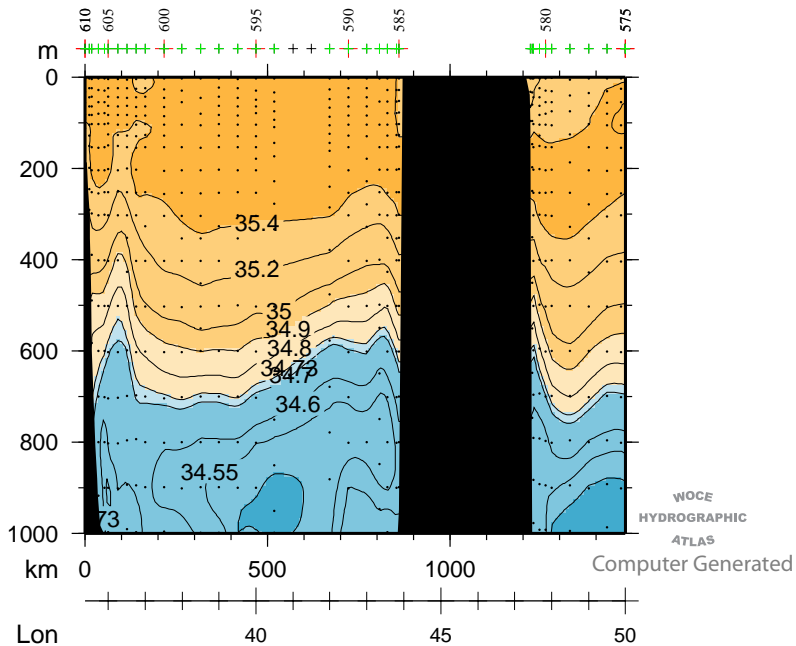 610 605 600 595 590 585 580 575
m
0
200
400
600
800
1000
35.4
35.2
35
34.9
34.8
34.73
34.7
34.6
34.55
73
km 0 500 1000
Lon 40 45 50
WOCE
HYDROGRAPHIC
ATLAS
Computer Generated